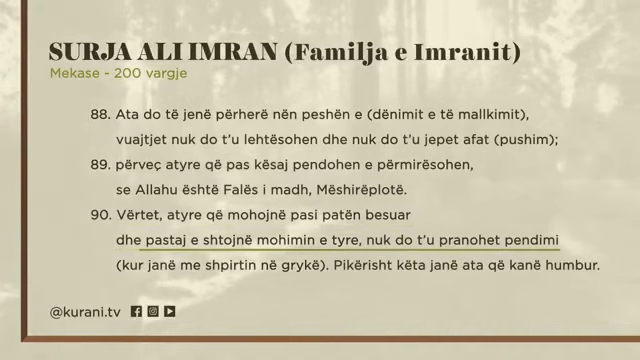 SURJA ALI IMRAN (Familja e Imranit)
Mekase - 200 vargje
88. Ata do të jenë përherë nën peshën e (dënimit e të mallkimit),
vuajtjet nuk do t'u lehtësohen dhe nuk do t'u jepet afat (pushim);
89. përveç atyre që pas kësaj pendohen e përmirësohen,
se Allahu është Falës i madh, Mëshirëplotë.
90. Vërtet, atyre që mohojnë pasi patën besuar
dhe pastaj e shtojnë mohimin e tyre, nuk do t'u pranohet pendimi
(kur janë me shpirtin në grykë). Pikërisht këta janë ata që kanë humbur.
@kurani.tv